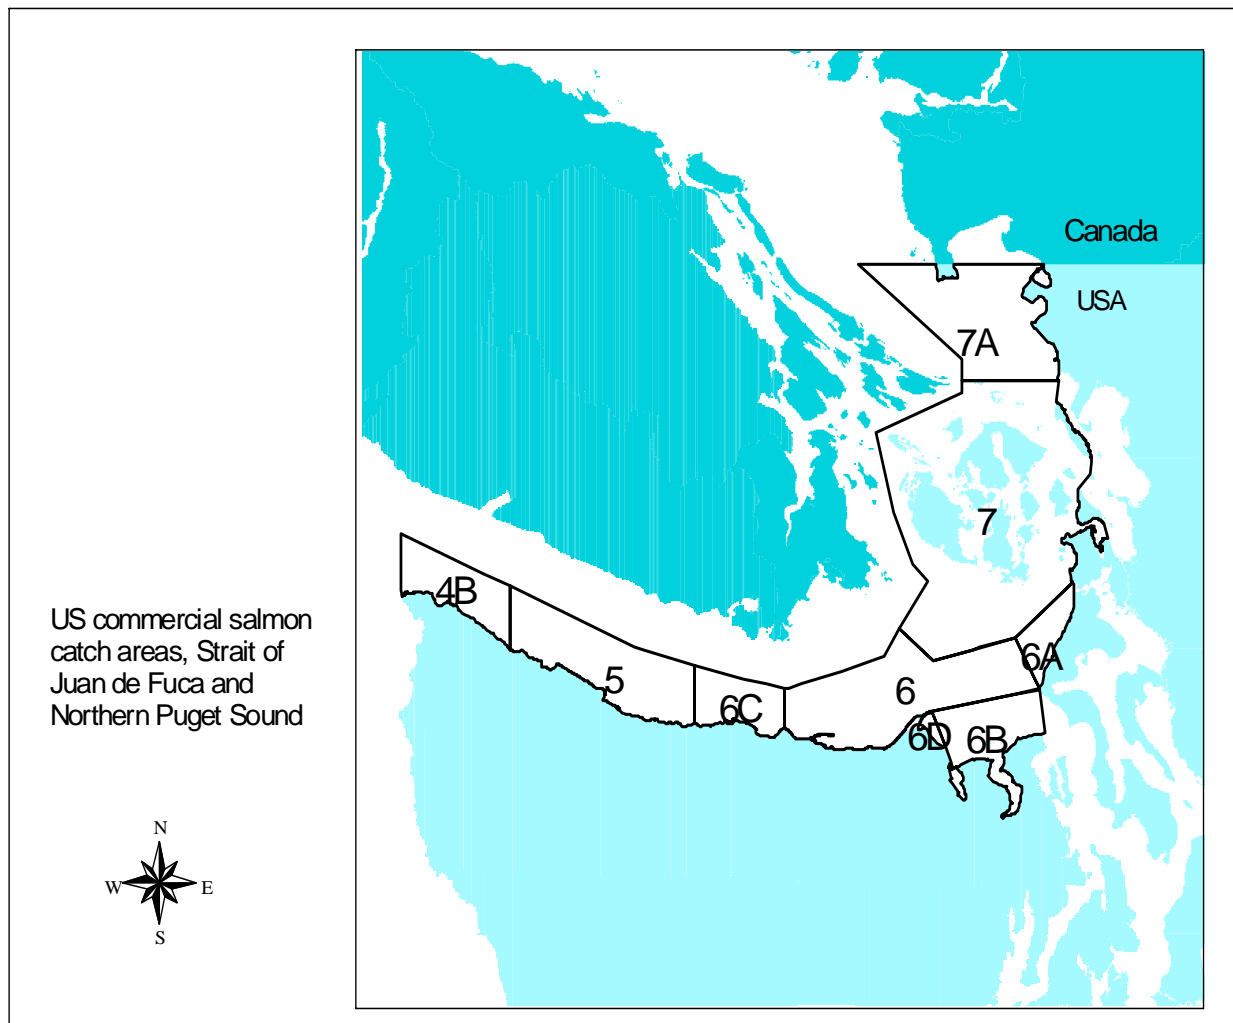 Canada
USA
7A
7
4B
5
6C
6
6A
6D
6B
US commercial salmon
catch areas, Strait of
Juan de Fuca and
Northern Puget Sound
N
W
E
S